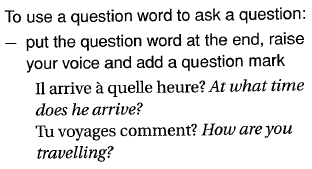 To use a question word to ask a question:
– put the question word at the end, raise
your voice and add a question mark
Il arrive à quelle heure? At what time
does he arrive?
Tu voyages comment? How are you
travelling?